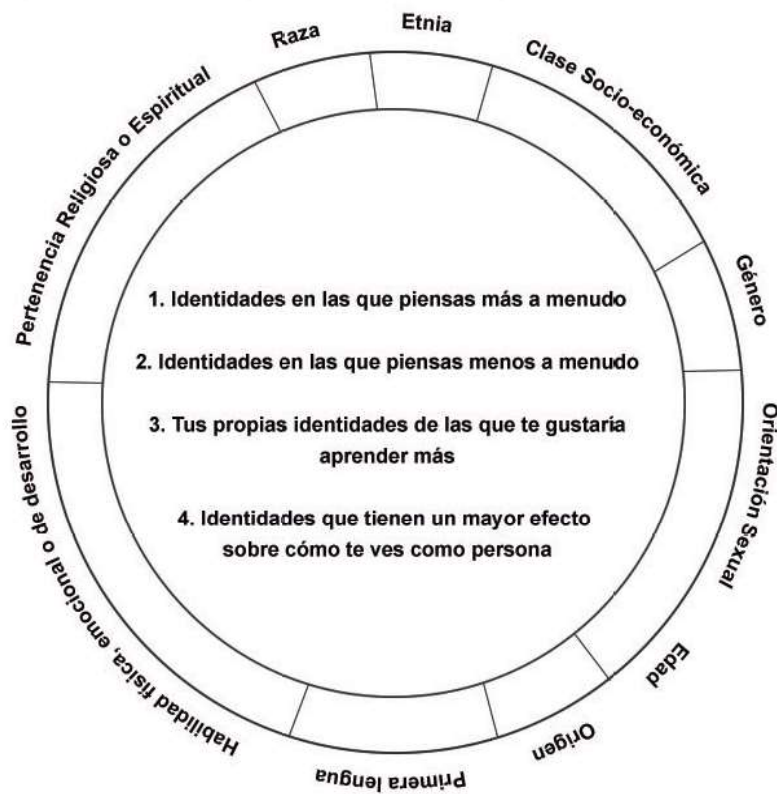 Raza
Etnia
Clase Socio-económica
Género
Orientación Sexual
Edad
Origen
Primera lengua
Habilidad física, emocional o de desarrollo
Pertenencia Religiosa o Espiritual
1. Identidades en las que piensas más a menudo
2. Identidades en las que piensas menos a menudo
3. Tus propias identidades de las que te gustaría
aprender más
4. Identidades que tienen un mayor efecto
sobre cómo te ves como persona